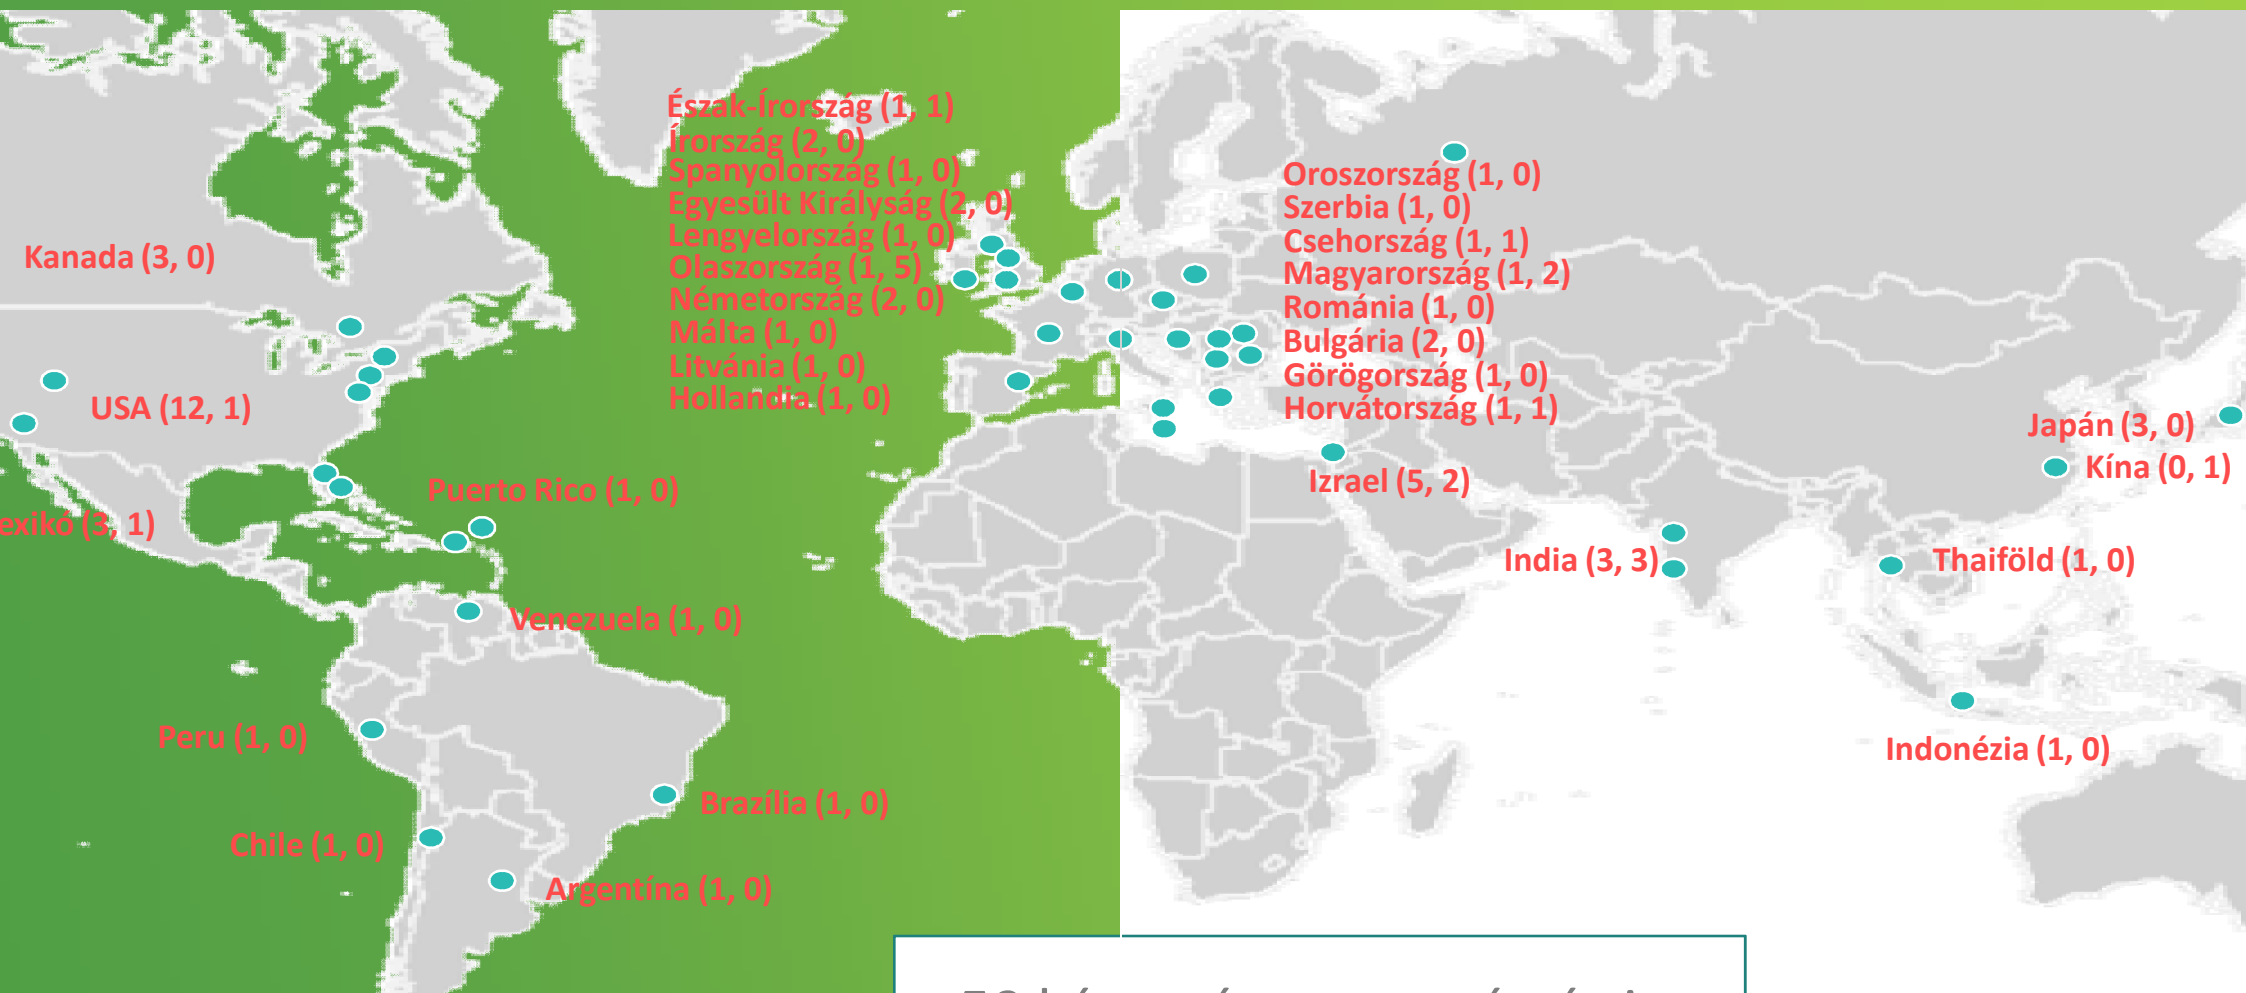 Észak-Írország (1, 1)
Írország (2, 0)
Spanyolország (1, 0)
Egyesült Királyság (2, 0)
Lengyelország (1, 0)
Olaszország (1, 5)
Németország (2, 0)
Málta (1, 0)
Litvánia (1, 0)
Hollandia (1, 0)
Oroszország (1, 0)
Szerbia (1, 0)
Csehország (1, 1)
Magyarország (1, 2)
Románia (1, 0)
Bulgária (2, 0)
Görögország (1, 0)
Horvátország (1, 1)
Kanada (3, 0)
USA (12, 1)
exikó (3, 1)
Puerto Rico (1, 0)
Venezuela (1, 0)
Peru (1, 0)
Brazília (1, 0)
Chile (1, 0)
Argentína (1, 0)
Izrael (5, 2)
India (3, 3)
Japán (3, 0)
Kína (0, 1)
Thaiföld (1, 0)
Indonézia (1, 0)